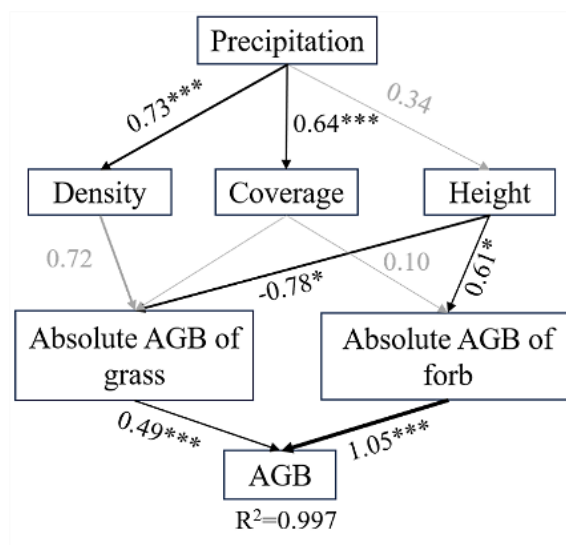 Precipitation
0.73***
0.64***
0.34
Density
Coverage
Height
0.72
-0.78*
0.10
0.61*
Absolute AGB of
grass
Absolute AGB of
forb
0.49***
1.05***
AGB
R²=0.997